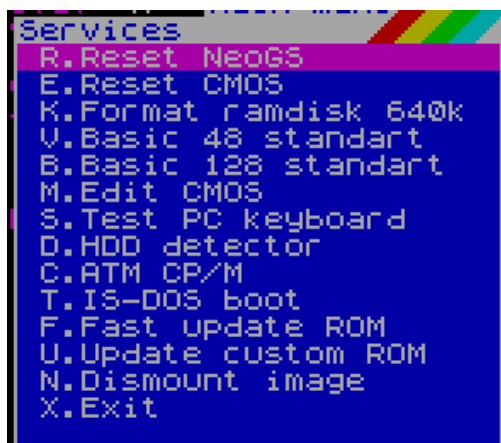 Services
R.Reset NeoGS
E.Reset CMOS
K.Format ramdisk 640k
V.Basic 48 standart
B.Basic 128 standart
M.Edit CMOS
S.Test PC keyboard
D.HDD detector
C.ATM CP/M
T.IS-DOS boot
F.Fast update ROM
U.Update custom ROM
N.Dismount image
X.Exit